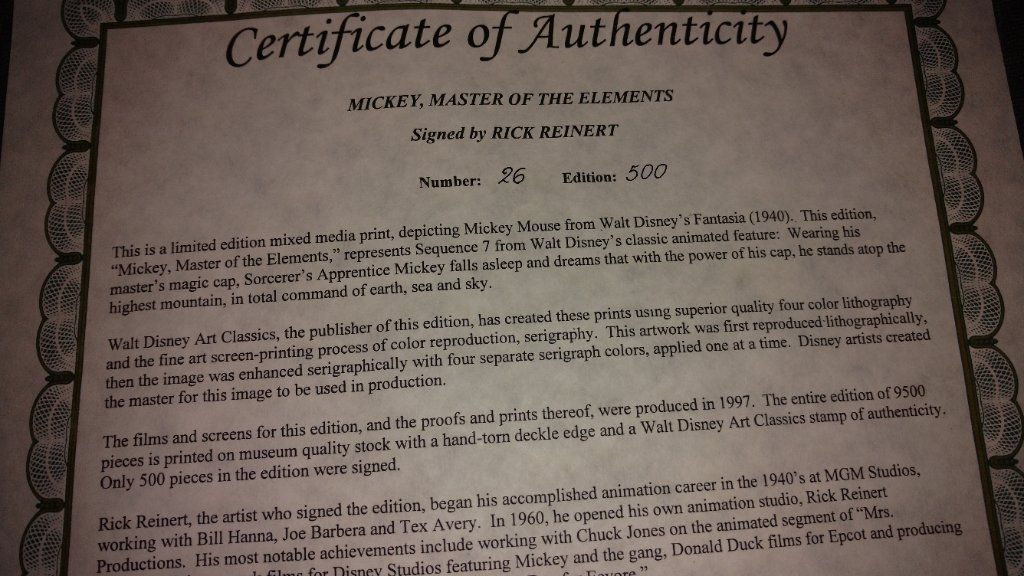 Certificate of Authenticity
MICKEY, MASTER OF THE ELEMENTS
Signed by RICK REINERT
Number: 26 Edition: 500
This is a limited edition mixed media print, depicting Mickey Mouse from Walt Disney's Fantasia (1940). This edition,
"Mickey, Master of the Elements," represents Sequence 7 from Walt Disney's classic animated feature: Wearing his
master's magic cap, Sorcerer's Apprentice Mickey falls asleep and dreams that with the power of his cap, he stands atop the
highest mountain, in total command of earth, sea and sky.
Walt Disney Art Classics, the publisher of this edition, has created these prints using superior quality four color lithography
and the fine art screen-printing process of color reproduction, serigraphy. This artwork was first reproduced lithographically,
then the image was enhanced serigraphically with four separate serigraph colors, applied one at a time. Disney artists created
the master for this image to be used in production.
The films and screens for this edition, and the proofs and prints thereof, were produced in 1997. The entire edition of 9500
pieces is printed on museum quality stock with a hand-torn deckle edge and a Walt Disney Art Classics stamp of authenticity.
Only 500 pieces in the edition were signed.
Rick Reinert, the artist who signed the edition, began his accomplished animation career in the 1940's at MGM Studios,
working with Bill Hanna, Joe Barbera and Tex Avery. In 1960, he opened his own animation studio, Rick Reinert
Productions. His most notable achievements include working with Chuck Jones on the animated segment of "Mrs.
films for Disney Studios featuring Mickey and the gang, Donald Duck films for Epcot and producing
for Eeyore."